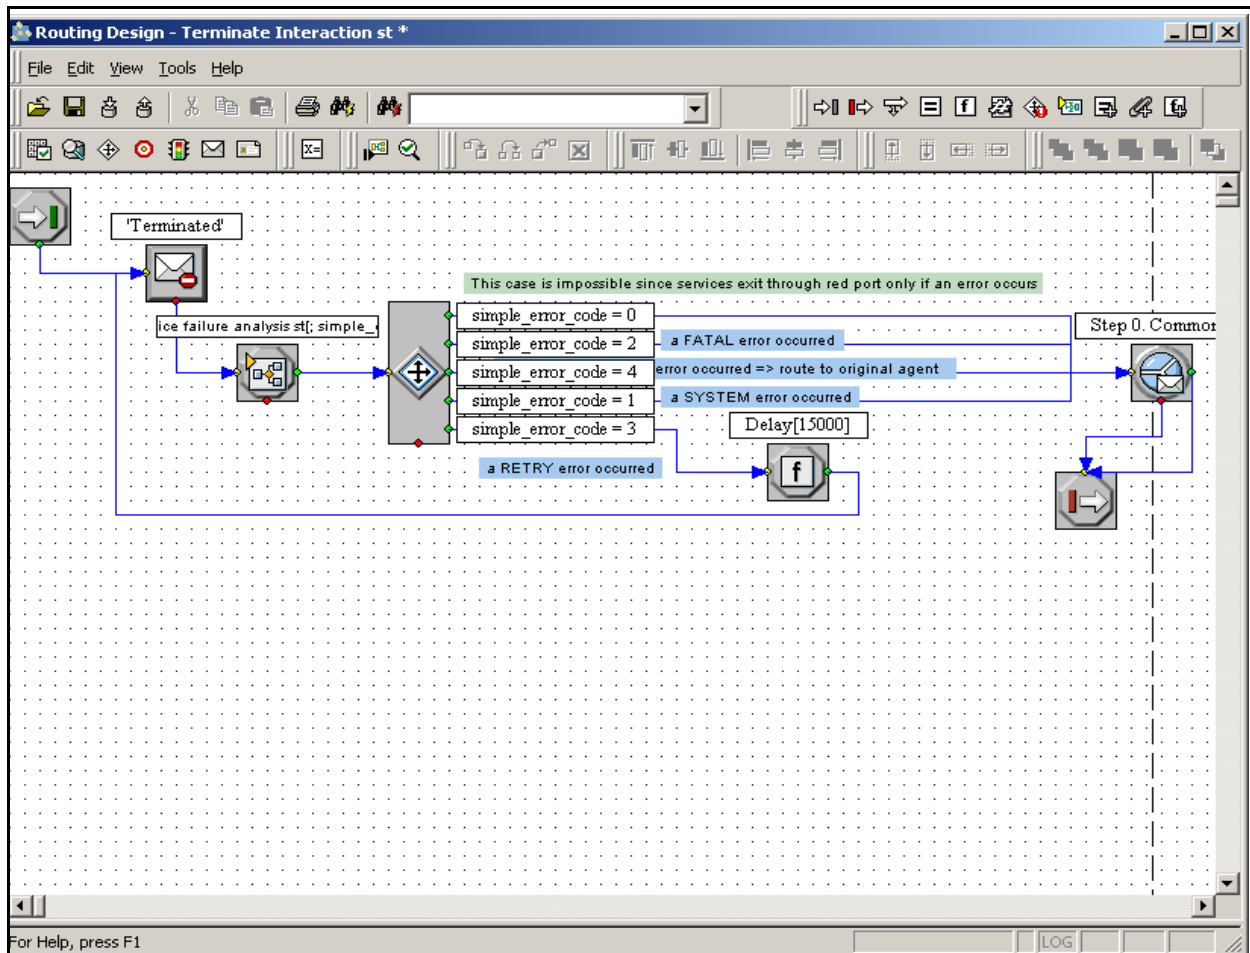 Routing Design - Terminate Interaction st *
File Edit View Tools Help
'Terminated'
This case is impossible since services exit through red port only if an error occurs
simple_error_code = 0
ice failure analysis st[; simple_
Step 0. Common
simple_error_code = 2
a FATAL error occurred
simple_error_code = 4
error occurred => route to original agent
simple_error_code = 1
a SYSTEM error occurred
simple_error_code = 3
Delay[15000]
a RETRY error occurred
f
For Help, press F1
LOG